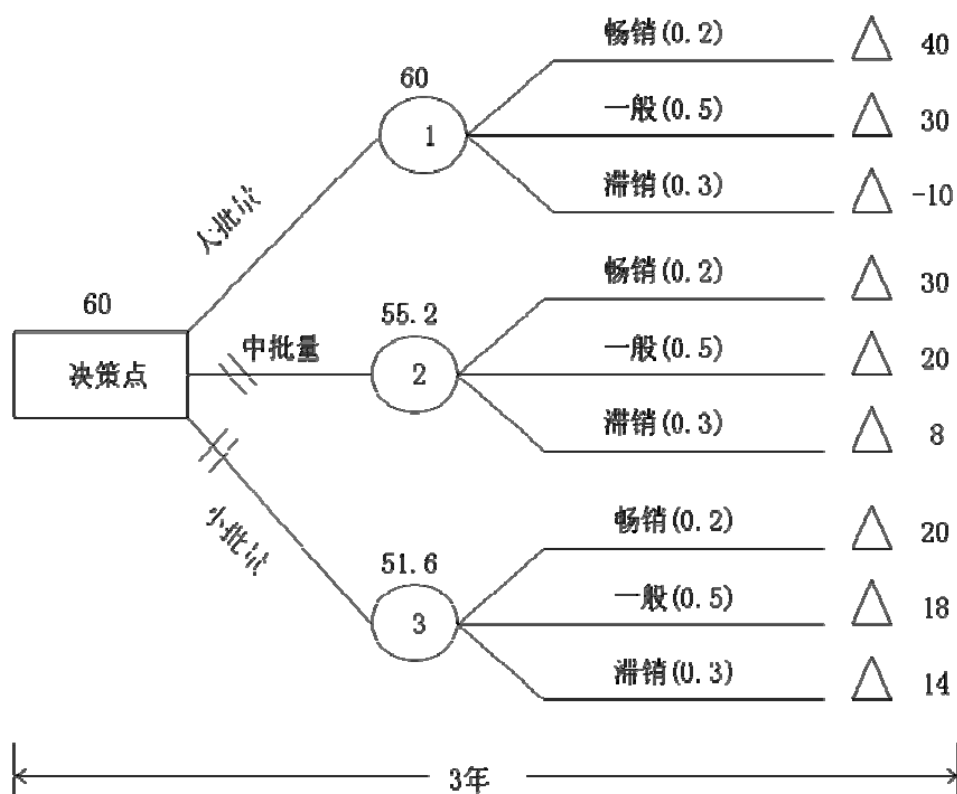 畅销(0.2) 40
60
一般(0.5) 30
1
滞销(0.3) -10
大批量
畅销(0.2) 30
60
55.2
一般(0.5) 20
决策点
中批量
2
滞销(0.3) 8
小批量
畅销(0.2) 20
51.6
一般(0.5) 18
3
滞销(0.3) 14
3年